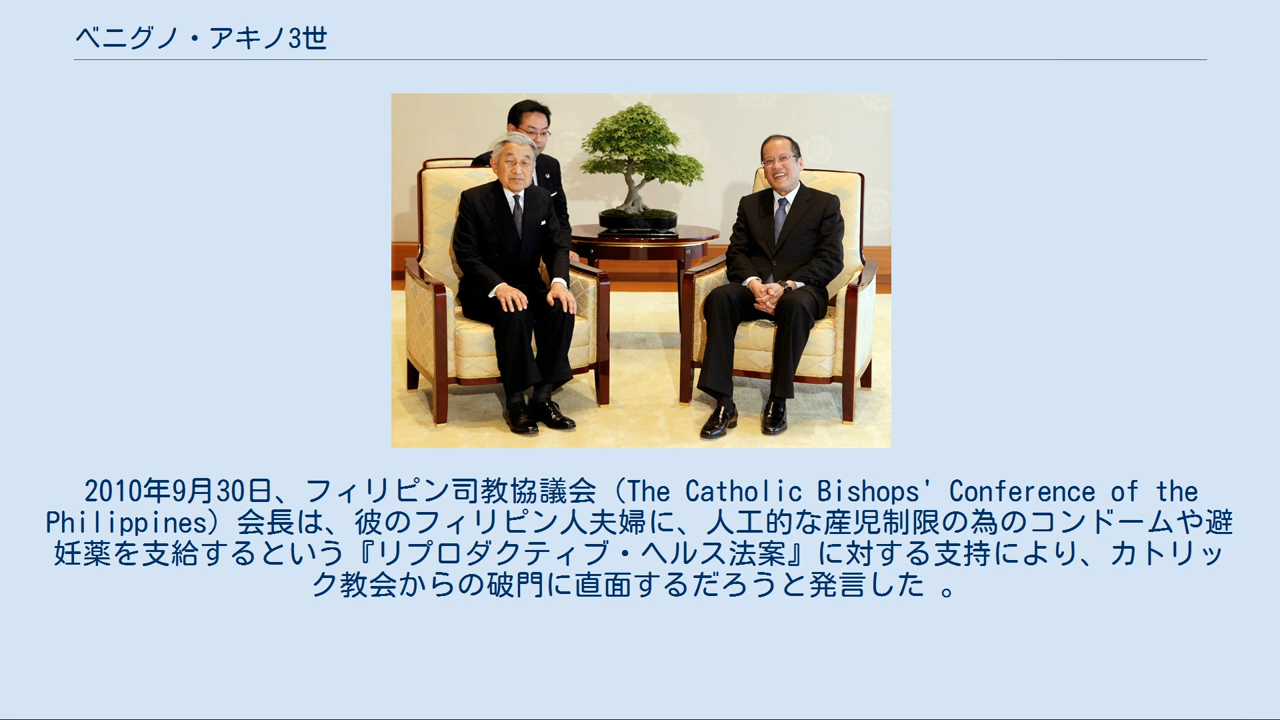 ベニグノ・アキノ3世
2010年9月30日、フィリピン司教協議会（The Catholic Bishops' Conference of the
Philippines）会長は、彼のフィリピン人夫婦に、人工的な産児制限の為のコンドームや避
妊薬を支給するという『リプロダクティブ・ヘルス法案』に対する支持により、カトリッ
ク教会からの破門に直面するだろうと発言した 。